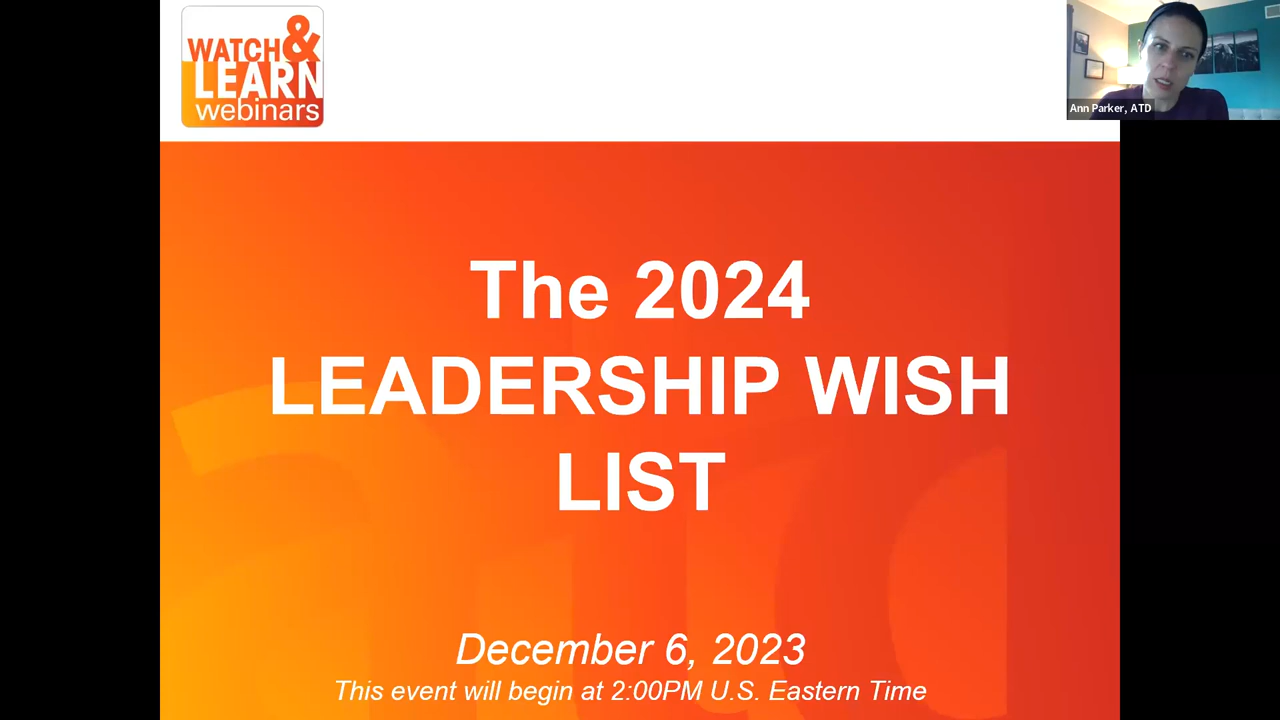 WATCH &
LEARN
webinars
Ann Parker, ATD
The 2024
LEADERSHIP WISH
LIST
December 6, 2023
This event will begin at 2:00PM U.S. Eastern Time